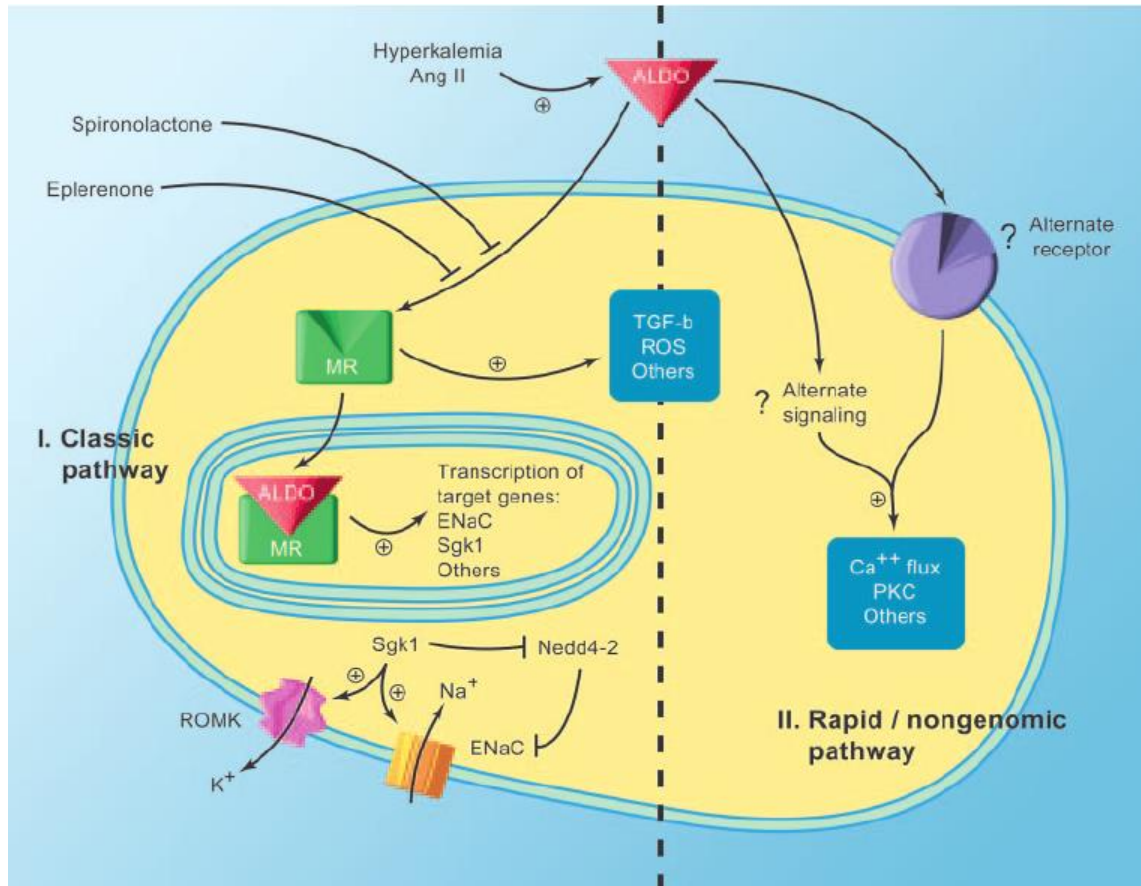 Hyperkalemia
Ang II
ALDO
⊕
Spironolactone
Eplerenone
? Alternate
receptor
MR
⊕
TGF-b
ROS
Others
? Alternate
signaling
I. Classic
pathway
ALDO
MR
⊕
Transcription of
target genes:
ENaC
Sgk1
Others
⊕
Ca⁺⁺ flux
PKC
Others
Sgk1
Nedd4-2
⊕
⊕
Na⁺
ROMK
ENaC
K⁺
II. Rapid / nongenomic
pathway